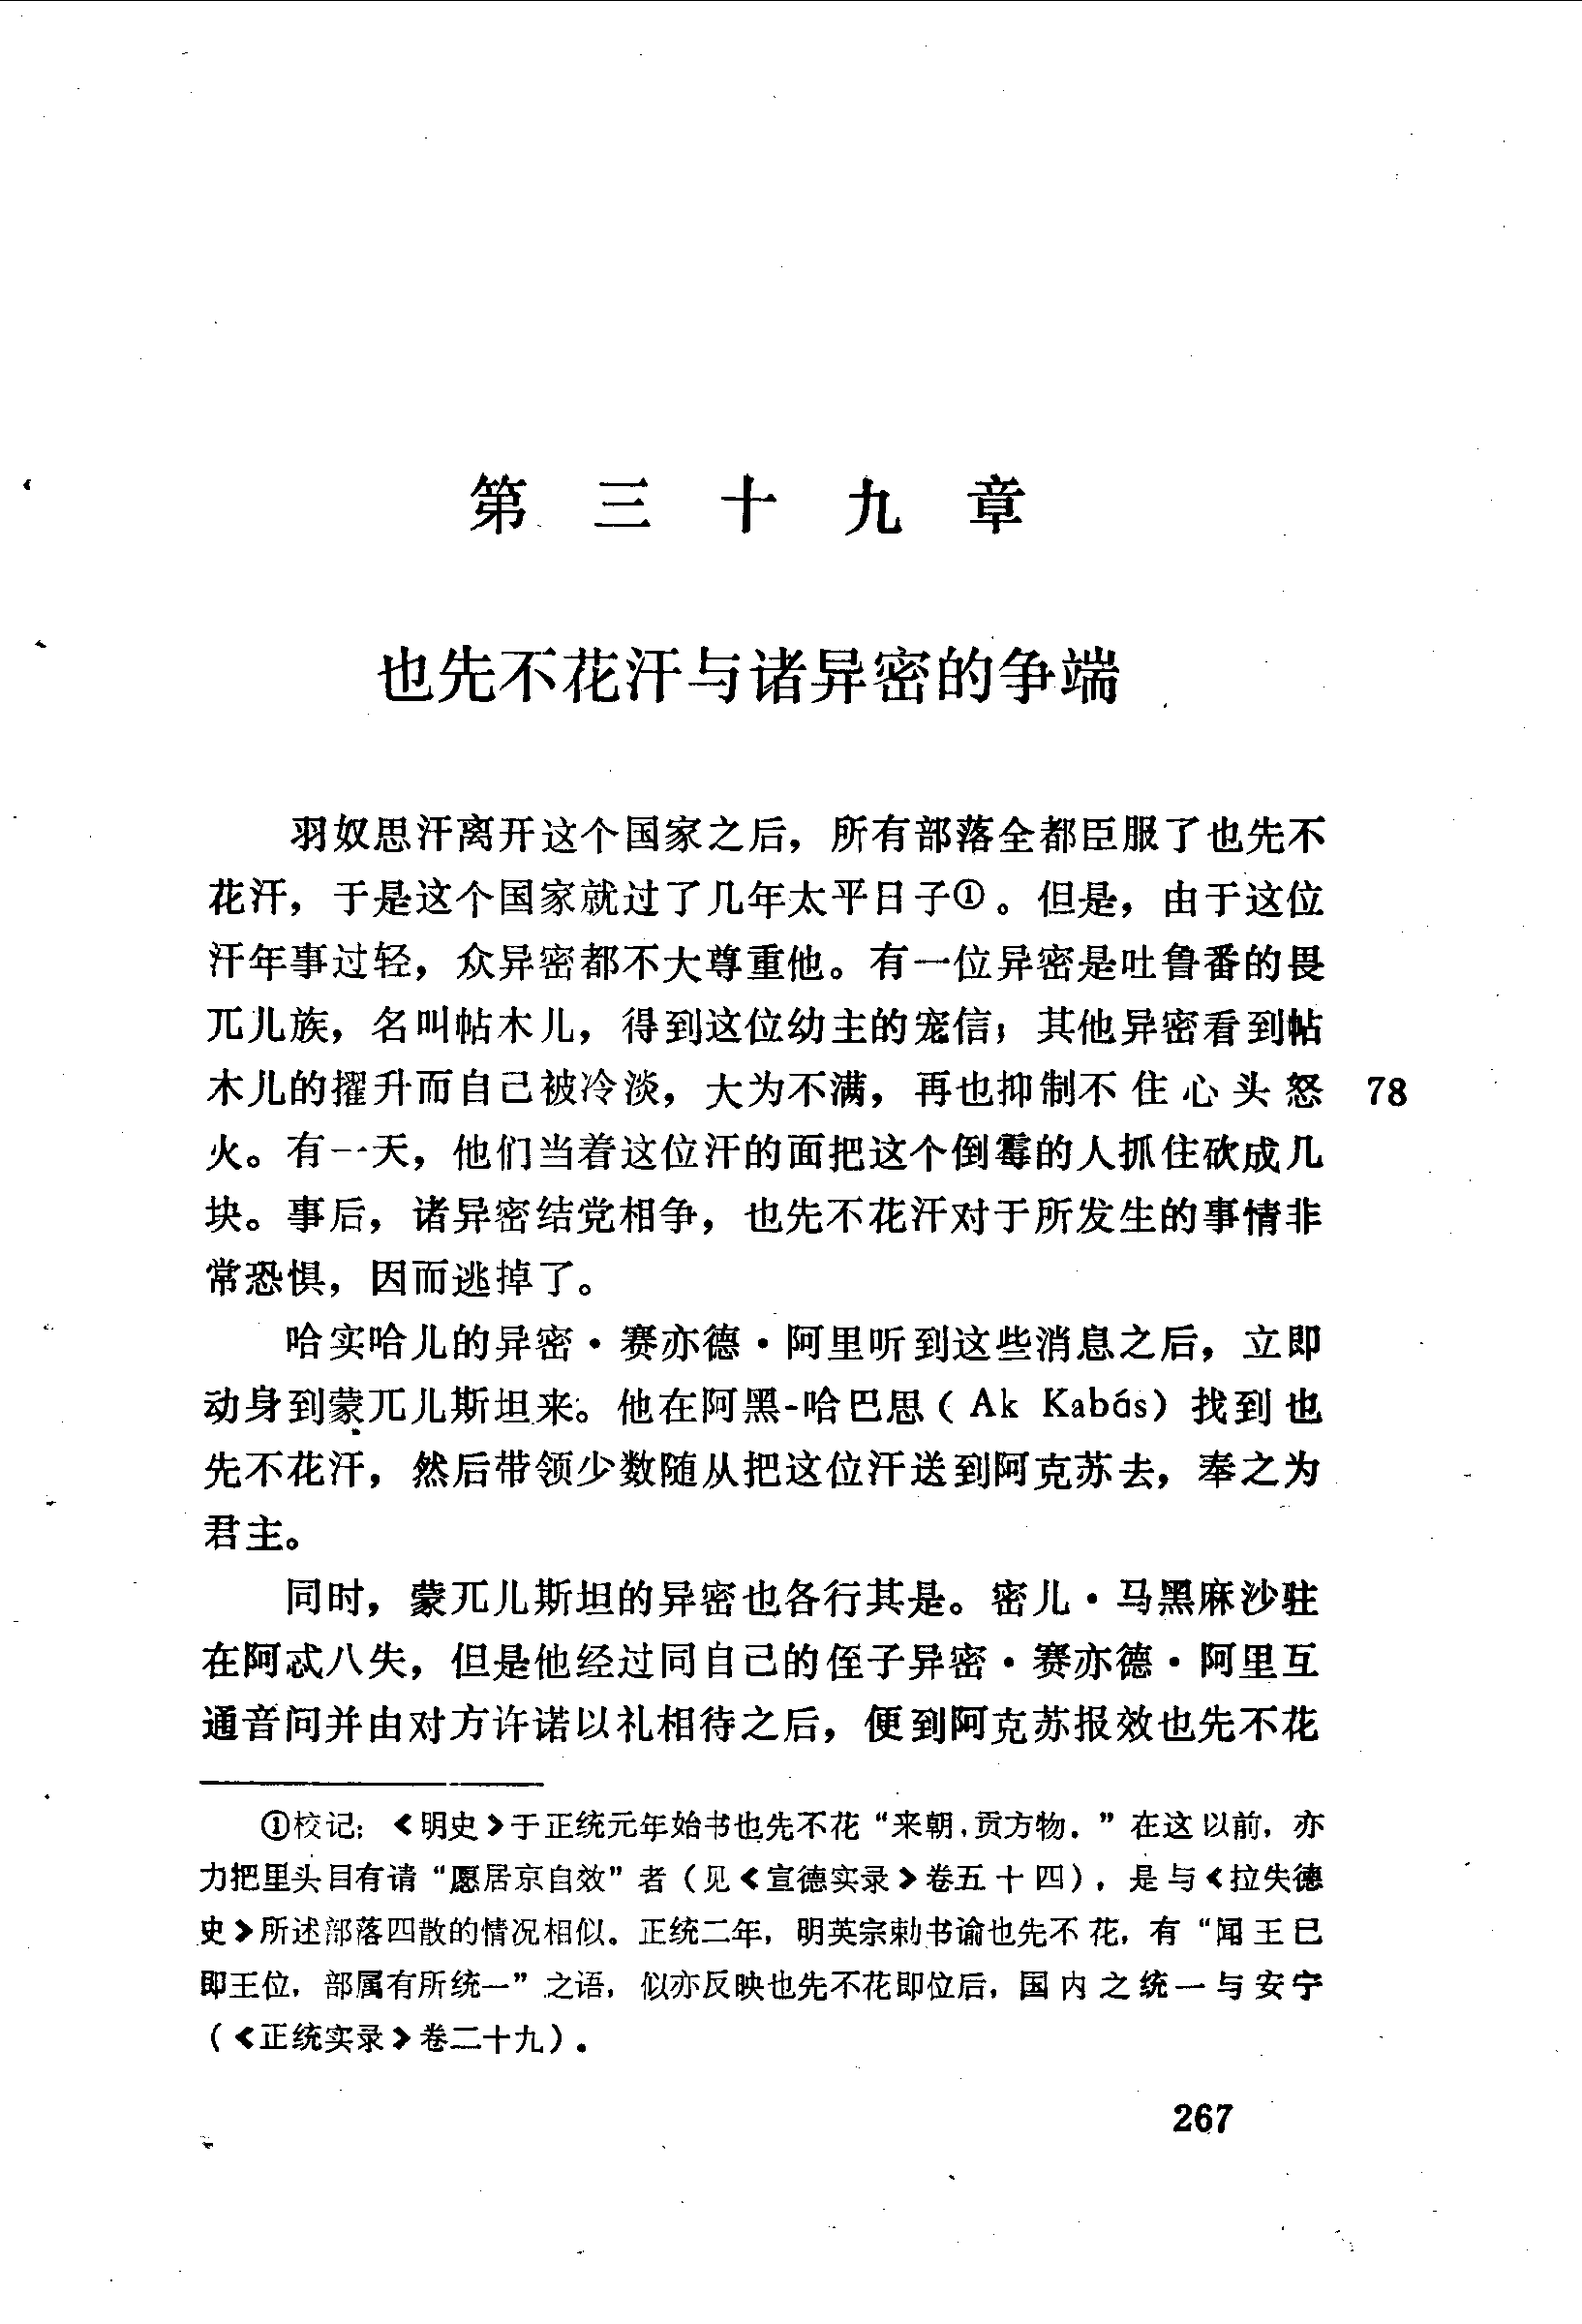 第三十九章
也先不花汗与诸异密的争端
羽奴思汗离开这个国家之后，所有部落全都臣服了也先不
花汗，于是这个国家就过了几年太平日子①。但是，由于这位
汗年事过轻，众异密都不大尊重他。有一位异密是吐鲁番的畏
兀儿族，名叫帖木儿，得到这位幼主的宠信；其他异密看到帖
木儿的擢升而自己被冷淡，大为不满，再也抑制不住心头怒 78
火。有一天，他们当着这位汗的面把这个倒霉的人抓住砍成几
块。事后，诸异密结党相争，也先不花汗对于所发生的事情非
常恐惧，因而逃掉了。
哈实哈儿的异密·赛亦德·阿里听到这些消息之后，立即
动身到蒙兀儿斯坦来。他在阿黑-哈巴思（Ak Kabás）找到也
先不花汗，然后带领少数随从把这位汗送到阿克苏去，奉之为
君主。
同时，蒙兀儿斯坦的异密也各行其是。密儿·马黑麻沙驻
在阿忒八失，但是他经过同自己的侄子异密·赛亦德·阿里互
通音问并由对方许诺以礼相待之后，便到阿克苏报效也先不花
①校记：《明史》于正统元年始书也先不花“来朝，贡方物。”在这以前，亦
力把里头目有请“愿居京自效”者（见《宣德实录》卷五十四），是与《拉失德
史》所述部落四散的情况相似。正统二年，明英宗勅书谕也先不花，有“闻王已
即王位，部属有所统一”之语，似亦反映也先不花即位后，国内之统一与安宁
（《正统实录》卷二十九）。
267